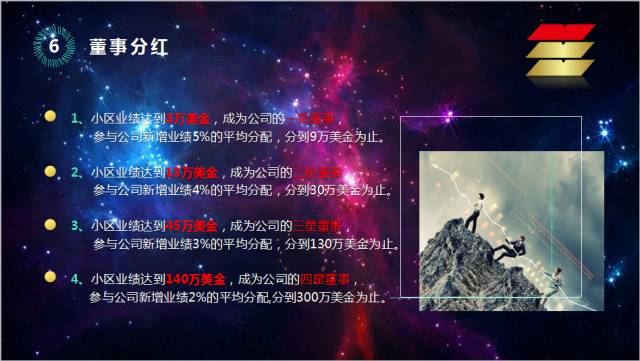 6 董事分红
1、小区业绩达到3万美金，成为公司的一星董事，
参与公司新增业绩5%的平均分配，分到9万美金为止。
2、小区业绩达到15万美金，成为公司的二星董事，
参与公司新增业绩4%的平均分配，分到30万美金为止。
3、小区业绩达到45万美金，成为公司的三星董事，
参与公司新增业绩3%的平均分配，分到130万美金为止。
4、小区业绩达到140万美金，成为公司的四星董事，
参与公司新增业绩2%的平均分配,分到300万美金为止。